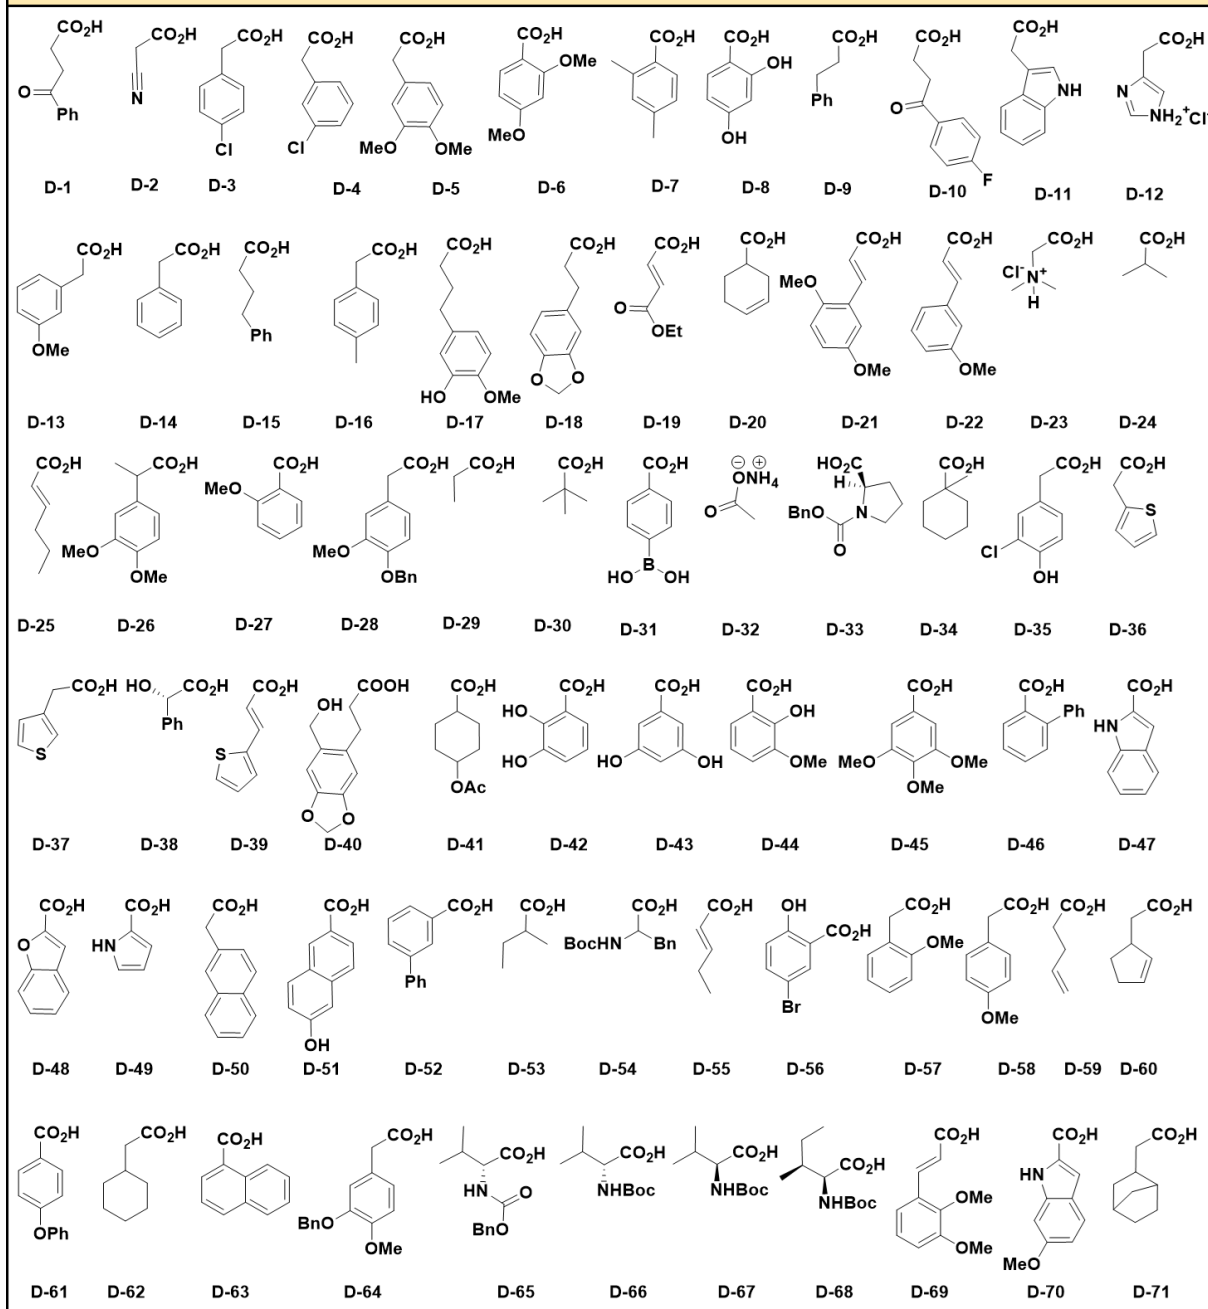 CO₂H CO₂H CO₂H CO₂H CO₂H CO₂H CO₂H CO₂H CO₂H CO₂H CO₂H CO₂H
O Ph N Cl Cl MeO OMe OMe MeO OH OH Ph O F NH N NH₂⁺Cl⁻
D-1 D-2 D-3 D-4 D-5 D-6 D-7 D-8 D-9 D-10 D-11 D-12
CO₂H CO₂H CO₂H CO₂H CO₂H CO₂H CO₂H CO₂H CO₂H CO₂H CO₂H CO₂H
OMe Ph HO OMe O O O OEt MeO OMe OMe Cl⁻ N⁺ H
D-13 D-14 D-15 D-16 D-17 D-18 D-19 D-20 D-21 D-22 D-23 D-24
CO₂H CO₂H CO₂H CO₂H CO₂H CO₂H CO₂H ⊖ ⊕ HO₂C CO₂H CO₂H CO₂H
MeO OMe MeO MeO OBn HO B OH O ONH₄ H N BnO O Cl OH S
D-25 D-26 D-27 D-28 D-29 D-30 D-31 D-32 D-33 D-34 D-35 D-36
CO₂H HO CO₂H CO₂H COOH CO₂H CO₂H CO₂H CO₂H CO₂H CO₂H CO₂H
S Ph S OH O O OAc HO HO HO OH OH OMe MeO OMe OMe Ph HN
D-37 D-38 D-39 D-40 D-41 D-42 D-43 D-44 D-45 D-46 D-47
CO₂H CO₂H CO₂H CO₂H CO₂H CO₂H CO₂H CO₂H OH CO₂H CO₂H CO₂H CO₂H CO₂H
O HN OH Ph BocHN Bn Br OMe OMe
D-48 D-49 D-50 D-51 D-52 D-53 D-54 D-55 D-56 D-57 D-58 D-59 D-60
CO₂H CO₂H CO₂H CO₂H CO₂H CO₂H CO₂H CO₂H CO₂H CO₂H CO₂H
OPh BnO OMe NH O BnO NHBoc NHBoc NHBoc OMe OMe HN MeO
D-61 D-62 D-63 D-64 D-65 D-66 D-67 D-68 D-69 D-70 D-71